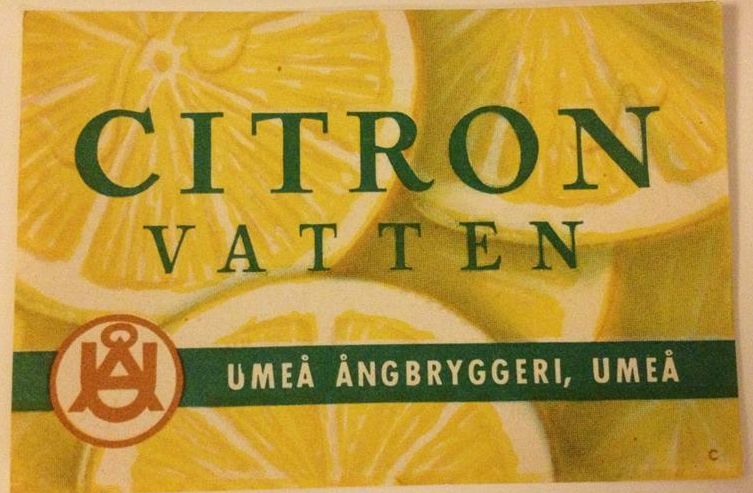 CITRON
VATTEN
UMEÅ ÅNGBRYGGERI, UMEÅ
C